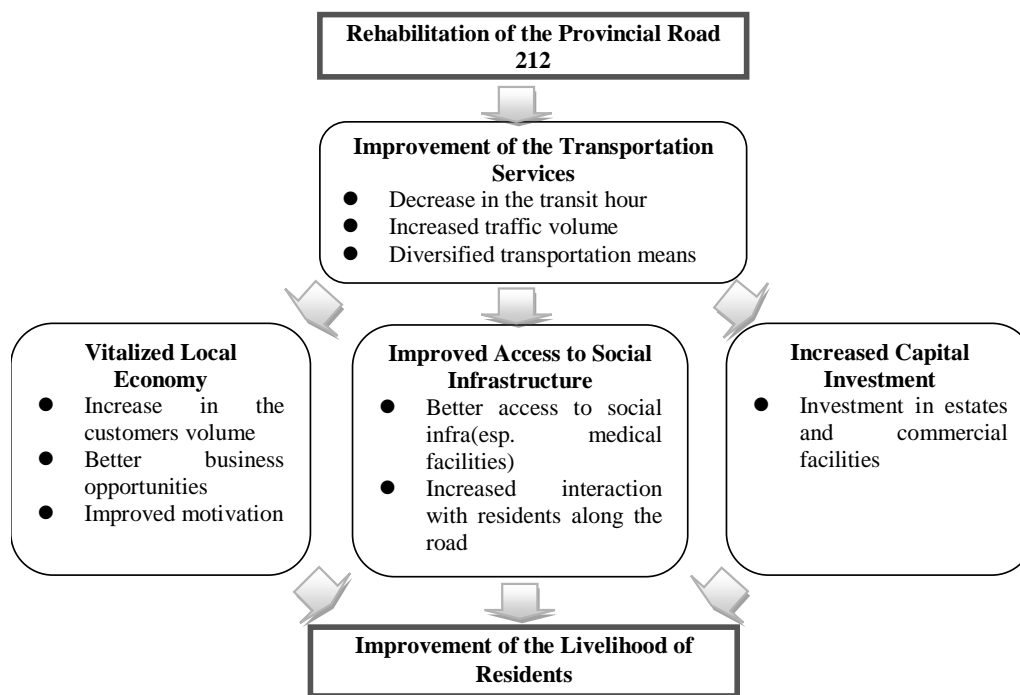 Rehabilitation of the Provincial Road
212
Improvement of the Transportation
Services
● Decrease in the transit hour
● Increased traffic volume
● Diversified transportation means
Vitalized Local
Economy
● Increase in the
customers volume
● Better business
opportunities
● Improved motivation
Improved Access to Social
Infrastructure
● Better access to social
infra(esp. medical
facilities)
● Increased interaction
with residents along the
road
Increased Capital
Investment
● Investment in estates
and commercial
facilities
Improvement of the Livelihood of
Residents